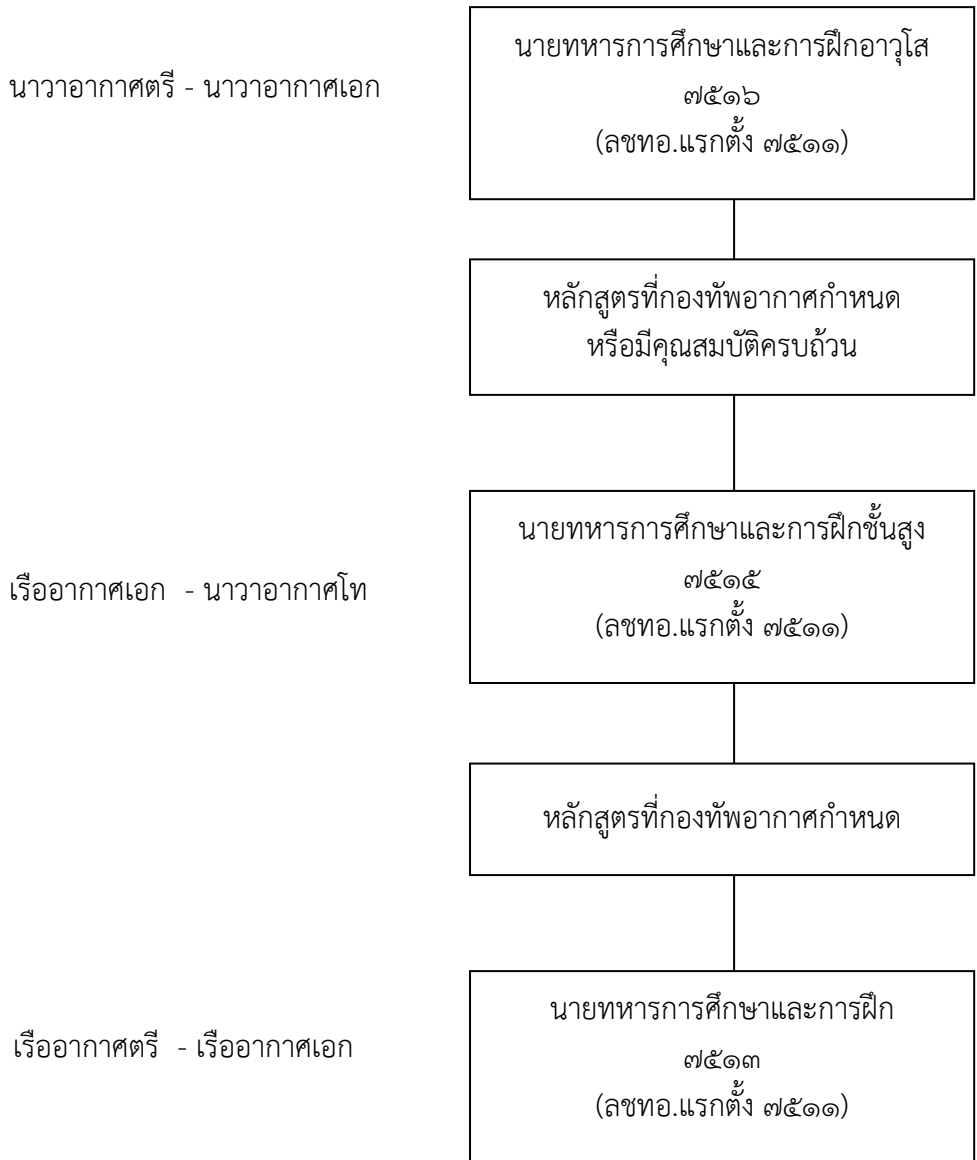 นายทหารการศึกษาและการฝึกอาวุโส
นาวาอากาศตรี - นาวาอากาศเอก
๗๕๑๖
(ลชทอ.แรกตั้ง ๗๕๑๑)
หลักสูตรที่กองทัพอากาศกำหนด
หรือมีคุณสมบัติครบถ้วน
นายทหารการศึกษาและการฝึกชั้นสูง
เรืออากาศเอก - นาวาอากาศโท
๗๕๑๕
(ลชทอ.แรกตั้ง ๗๕๑๑)
หลักสูตรที่กองทัพอากาศกำหนด
นายทหารการศึกษาและการฝึก
เรืออากาศตรี - เรืออากาศเอก
๗๕๑๓
(ลชทอ.แรกตั้ง ๗๕๑๑)